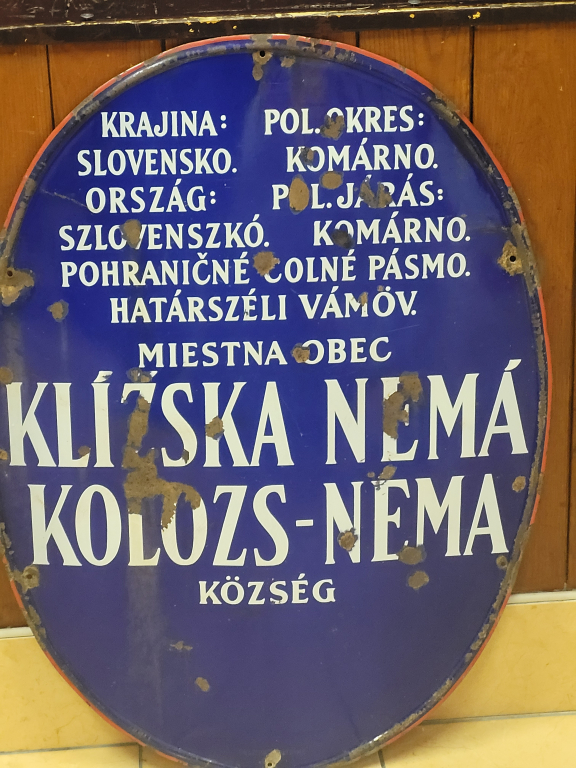 KRAJINA: POL. OKRES:
SLOVENSKO. KOMÁRNO.
ORSZÁG: POL. JÁRÁS:
SZLOVENSZKÓ. KOMÁRNO.
POHRANIČNÉ COLNÉ PÁSMO.
HATÁRSZÉLI VÁMÖV.
MIESTNA OBEC
KLÍŽSKA NEMÁ
KOLOZS-NÉMA
KÖZSÉG